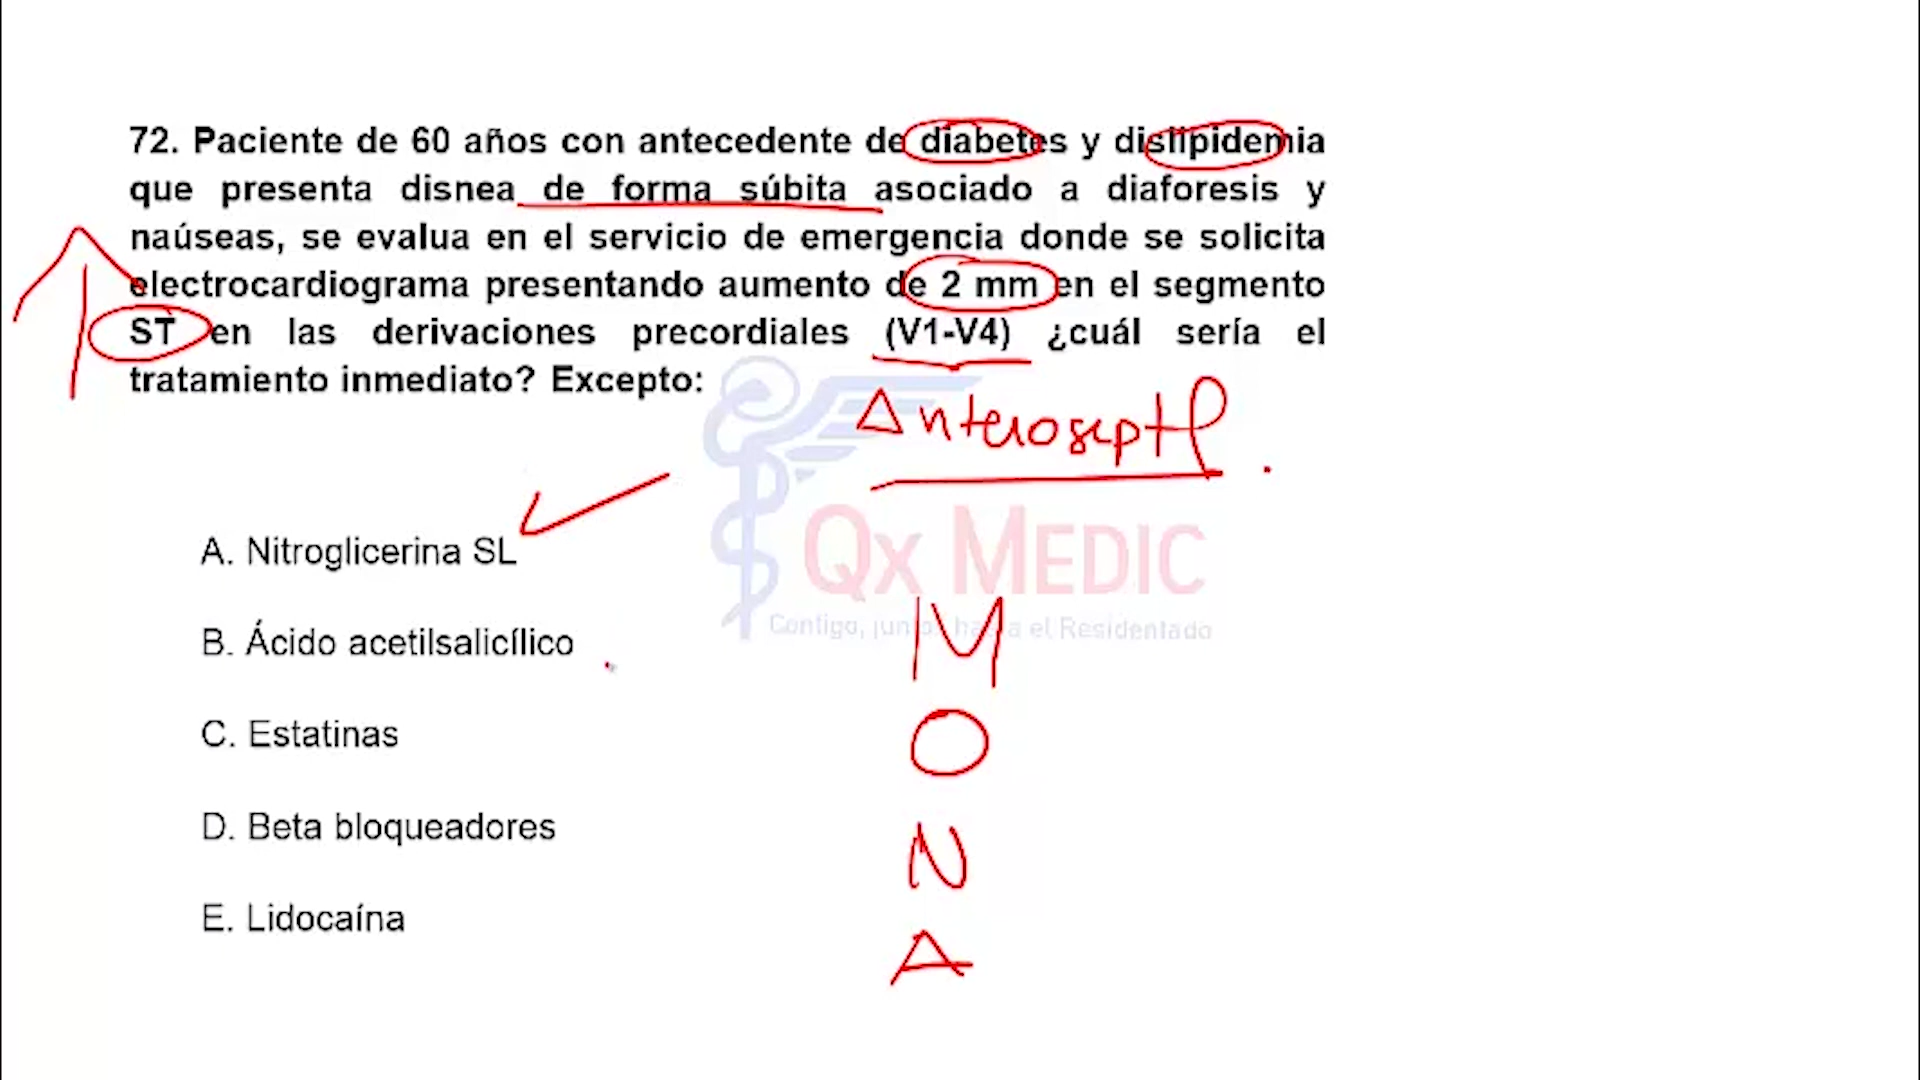 72. Paciente de 60 años con antecedente de diabetes y dislipidemia
que presenta disnea de forma súbita asociado a diaforesis y
naúseas, se evalua en el servicio de emergencia donde se solicita
electrocardiograma presentando aumento de 2 mm en el segmento
ST en las derivaciones precordiales (V1-V4) ¿cuál sería el
tratamiento inmediato? Excepto:
Anteroseptl
A. Nitroglicerina SL
QX MEDIC
Contigo, juntos hacia el Residentado
B. Ácido acetilsalicílico
M
C. Estatinas
O
D. Beta bloqueadores
N
E. Lidocaína
A